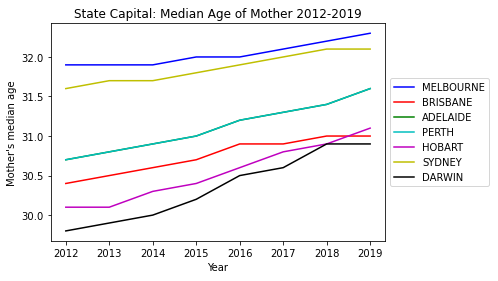 State Capital: Median Age of Mother 2012-2019
Mother's median age
32.0
31.5
31.0
30.5
30.0
2012 2013 2014 2015 2016 2017 2018 2019
Year
MELBOURNE
BRISBANE
ADELAIDE
PERTH
HOBART
SYDNEY
DARWIN